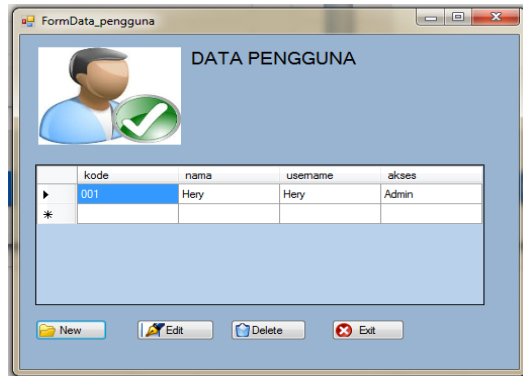 FormData_pengguna
DATA PENGGUNA
kode nama username akses
001 Hery Hery Admin
New Edit Delete Exit